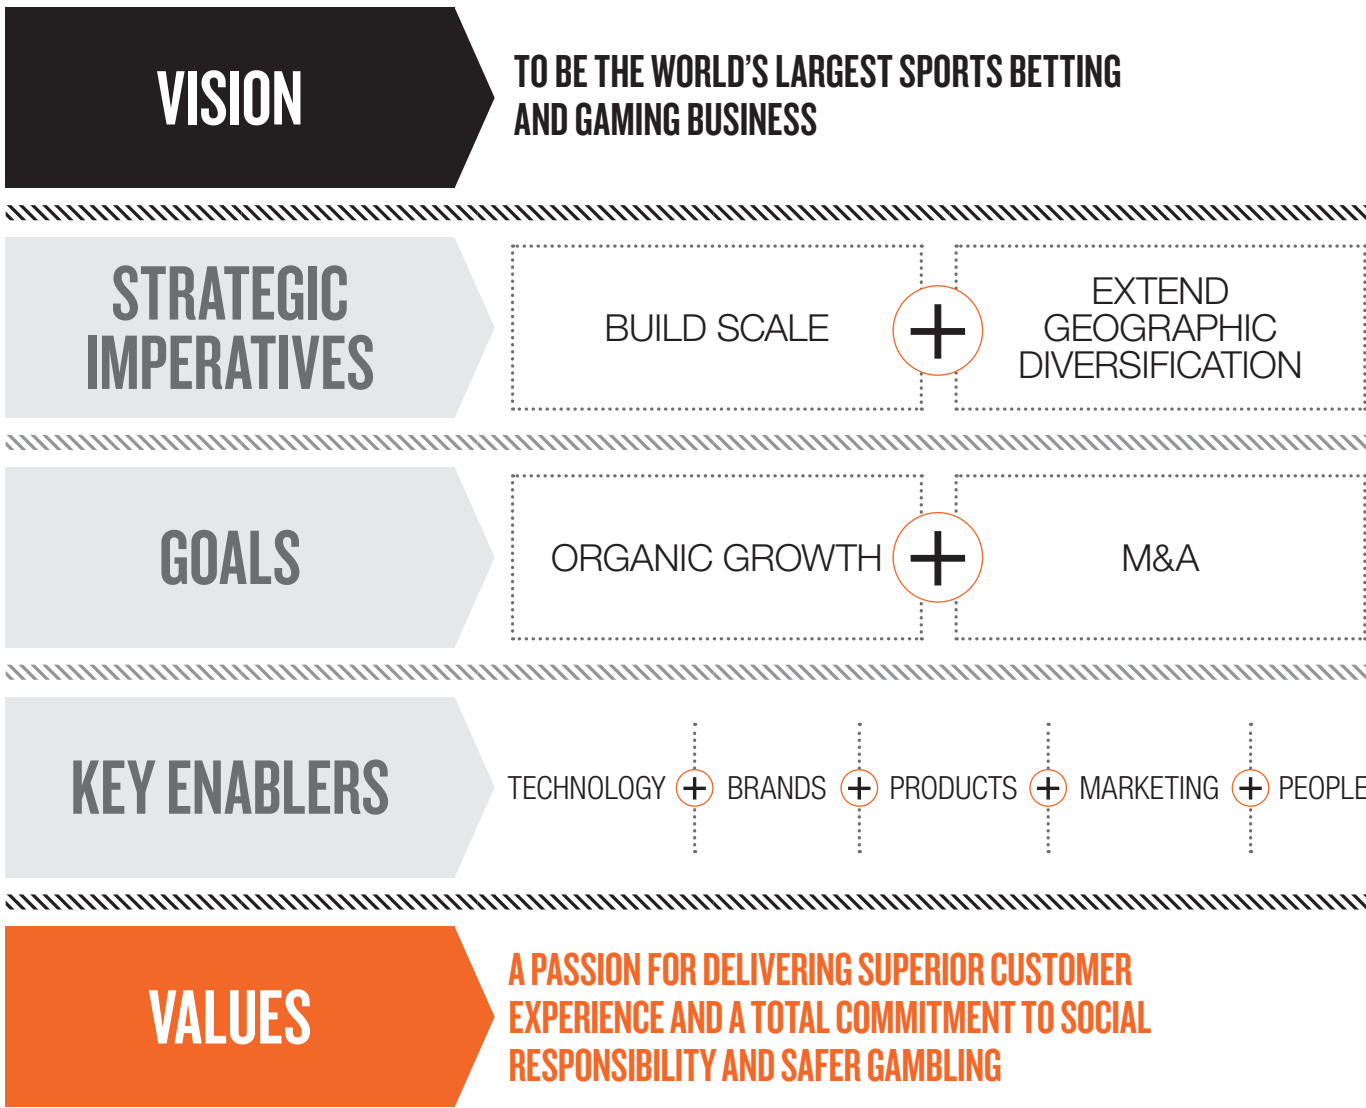 VISION
TO BE THE WORLD'S LARGEST SPORTS BETTING
AND GAMING BUSINESS
STRATEGIC
IMPERATIVES
BUILD SCALE
+
EXTEND
GEOGRAPHIC
DIVERSIFICATION
GOALS
ORGANIC GROWTH
+
M&A
KEY ENABLERS
TECHNOLOGY + BRANDS + PRODUCTS + MARKETING + PEOPLE
VALUES
A PASSION FOR DELIVERING SUPERIOR CUSTOMER
EXPERIENCE AND A TOTAL COMMITMENT TO SOCIAL
RESPONSIBILITY AND SAFER GAMBLING